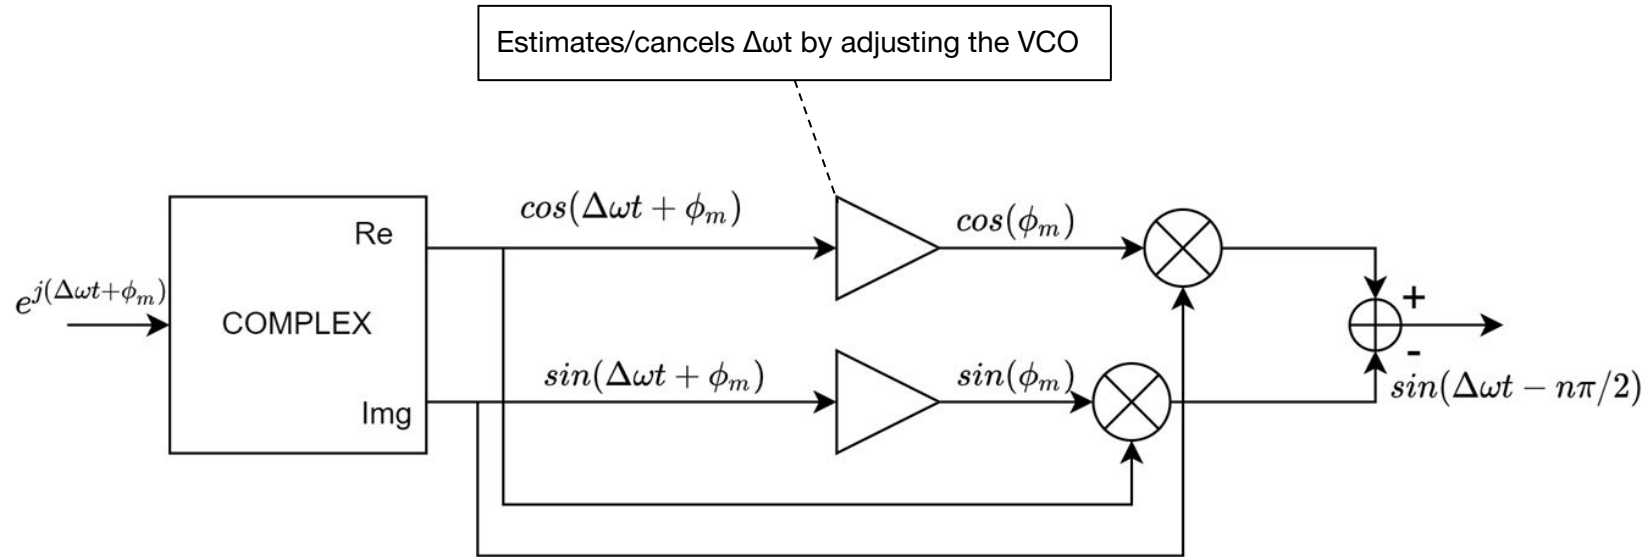 Estimates/cancels Δωt by adjusting the VCO
cos(Δωt + ϕ_m)
Re
cos(ϕ_m)
e^{j(Δωt+ϕ_m)}
COMPLEX
+
-
sin(Δωt + ϕ_m)
sin(ϕ_m)
sin(Δωt − nπ/2)
Img